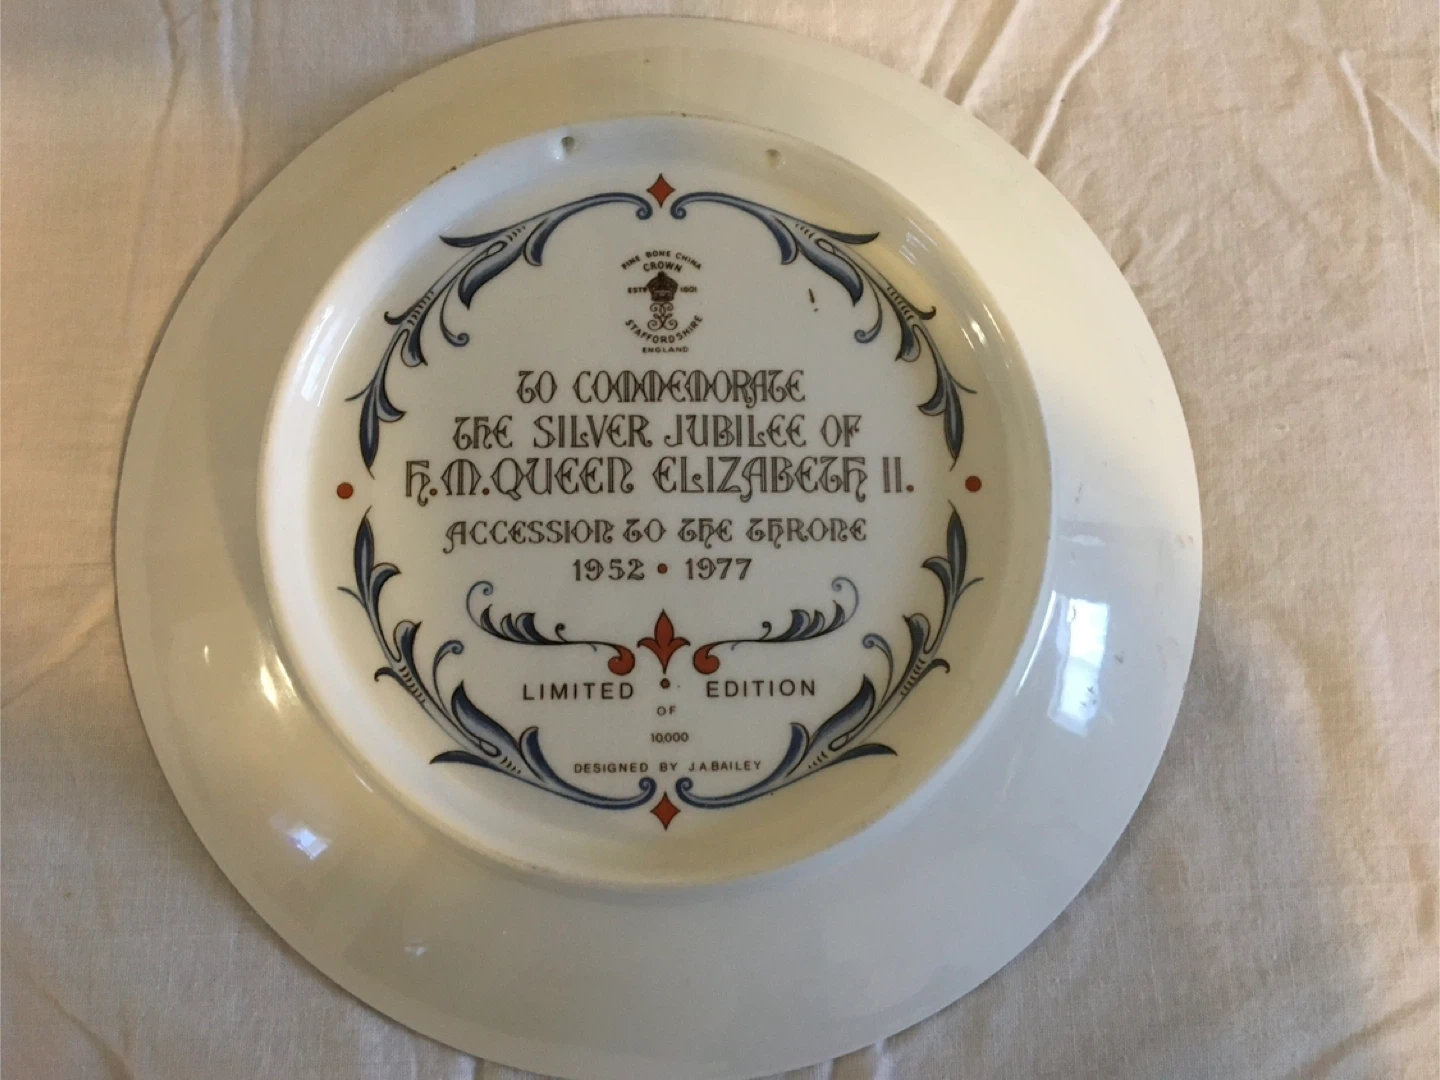 FINE BONE CHINA
CROWN
ESTD 1801
STAFFORDSHIRE
ENGLAND
TO COMMEMORATE
THE SILVER JUBILEE OF
H.M.QUEEN ELIZABETH II.
ACCESSION TO THE THRONE
1952 • 1977
LIMITED EDITION
OF
10,000
DESIGNED BY J.A.BAILEY